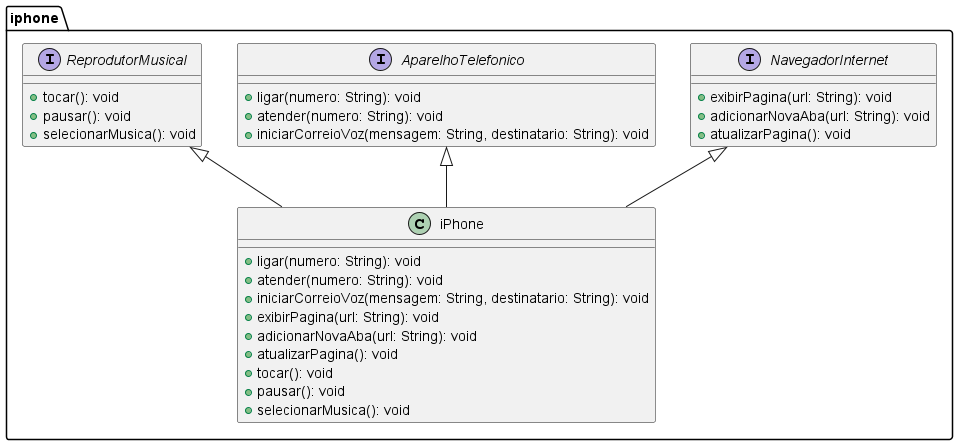 iphone
I ReprodutorMusical
tocar(): void
pausar(): void
selecionarMusica(): void
I AparelhoTelefonico
ligar(numero: String): void
atender(numero: String): void
iniciarCorreioVoz(mensagem: String, destinatario: String): void
I NavegadorInternet
exibirPagina(url: String): void
adicionarNovaAba(url: String): void
atualizarPagina(): void
C iPhone
ligar(numero: String): void
atender(numero: String): void
iniciarCorreioVoz(mensagem: String, destinatario: String): void
exibirPagina(url: String): void
adicionarNovaAba(url: String): void
atualizarPagina(): void
tocar(): void
pausar(): void
selecionarMusica(): void